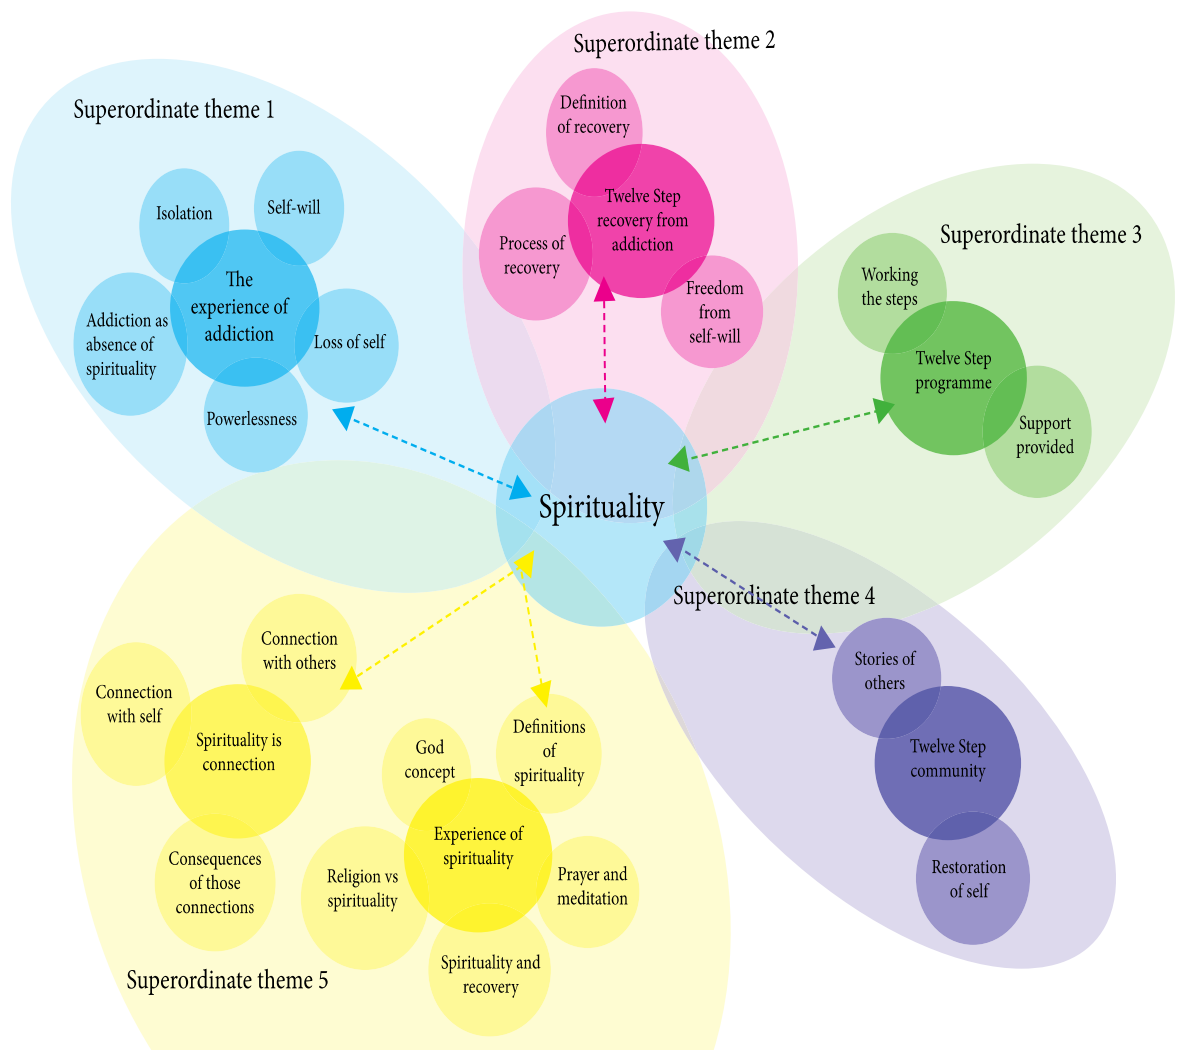 Superordinate theme 1
Isolation
Self-will
The
experience of
addiction
Addiction as
absence of
spirituality
Loss of self
Powerlessness
Superordinate theme 2
Definition
of recovery
Twelve Step
recovery from
addiction
Process of
recovery
Freedom
from
self-will
Superordinate theme 3
Working
the steps
Twelve Step
programme
Support
provided
Spirituality
Superordinate theme 4
Stories of
others
Twelve Step
community
Restoration
of self
Connection
with others
Connection
with self
Spirituality is
connection
Consequences
of those
connections
God
concept
Definitions
of
spirituality
Experience of
spirituality
Religion vs
spirituality
Prayer and
meditation
Spirituality and
recovery
Superordinate theme 5